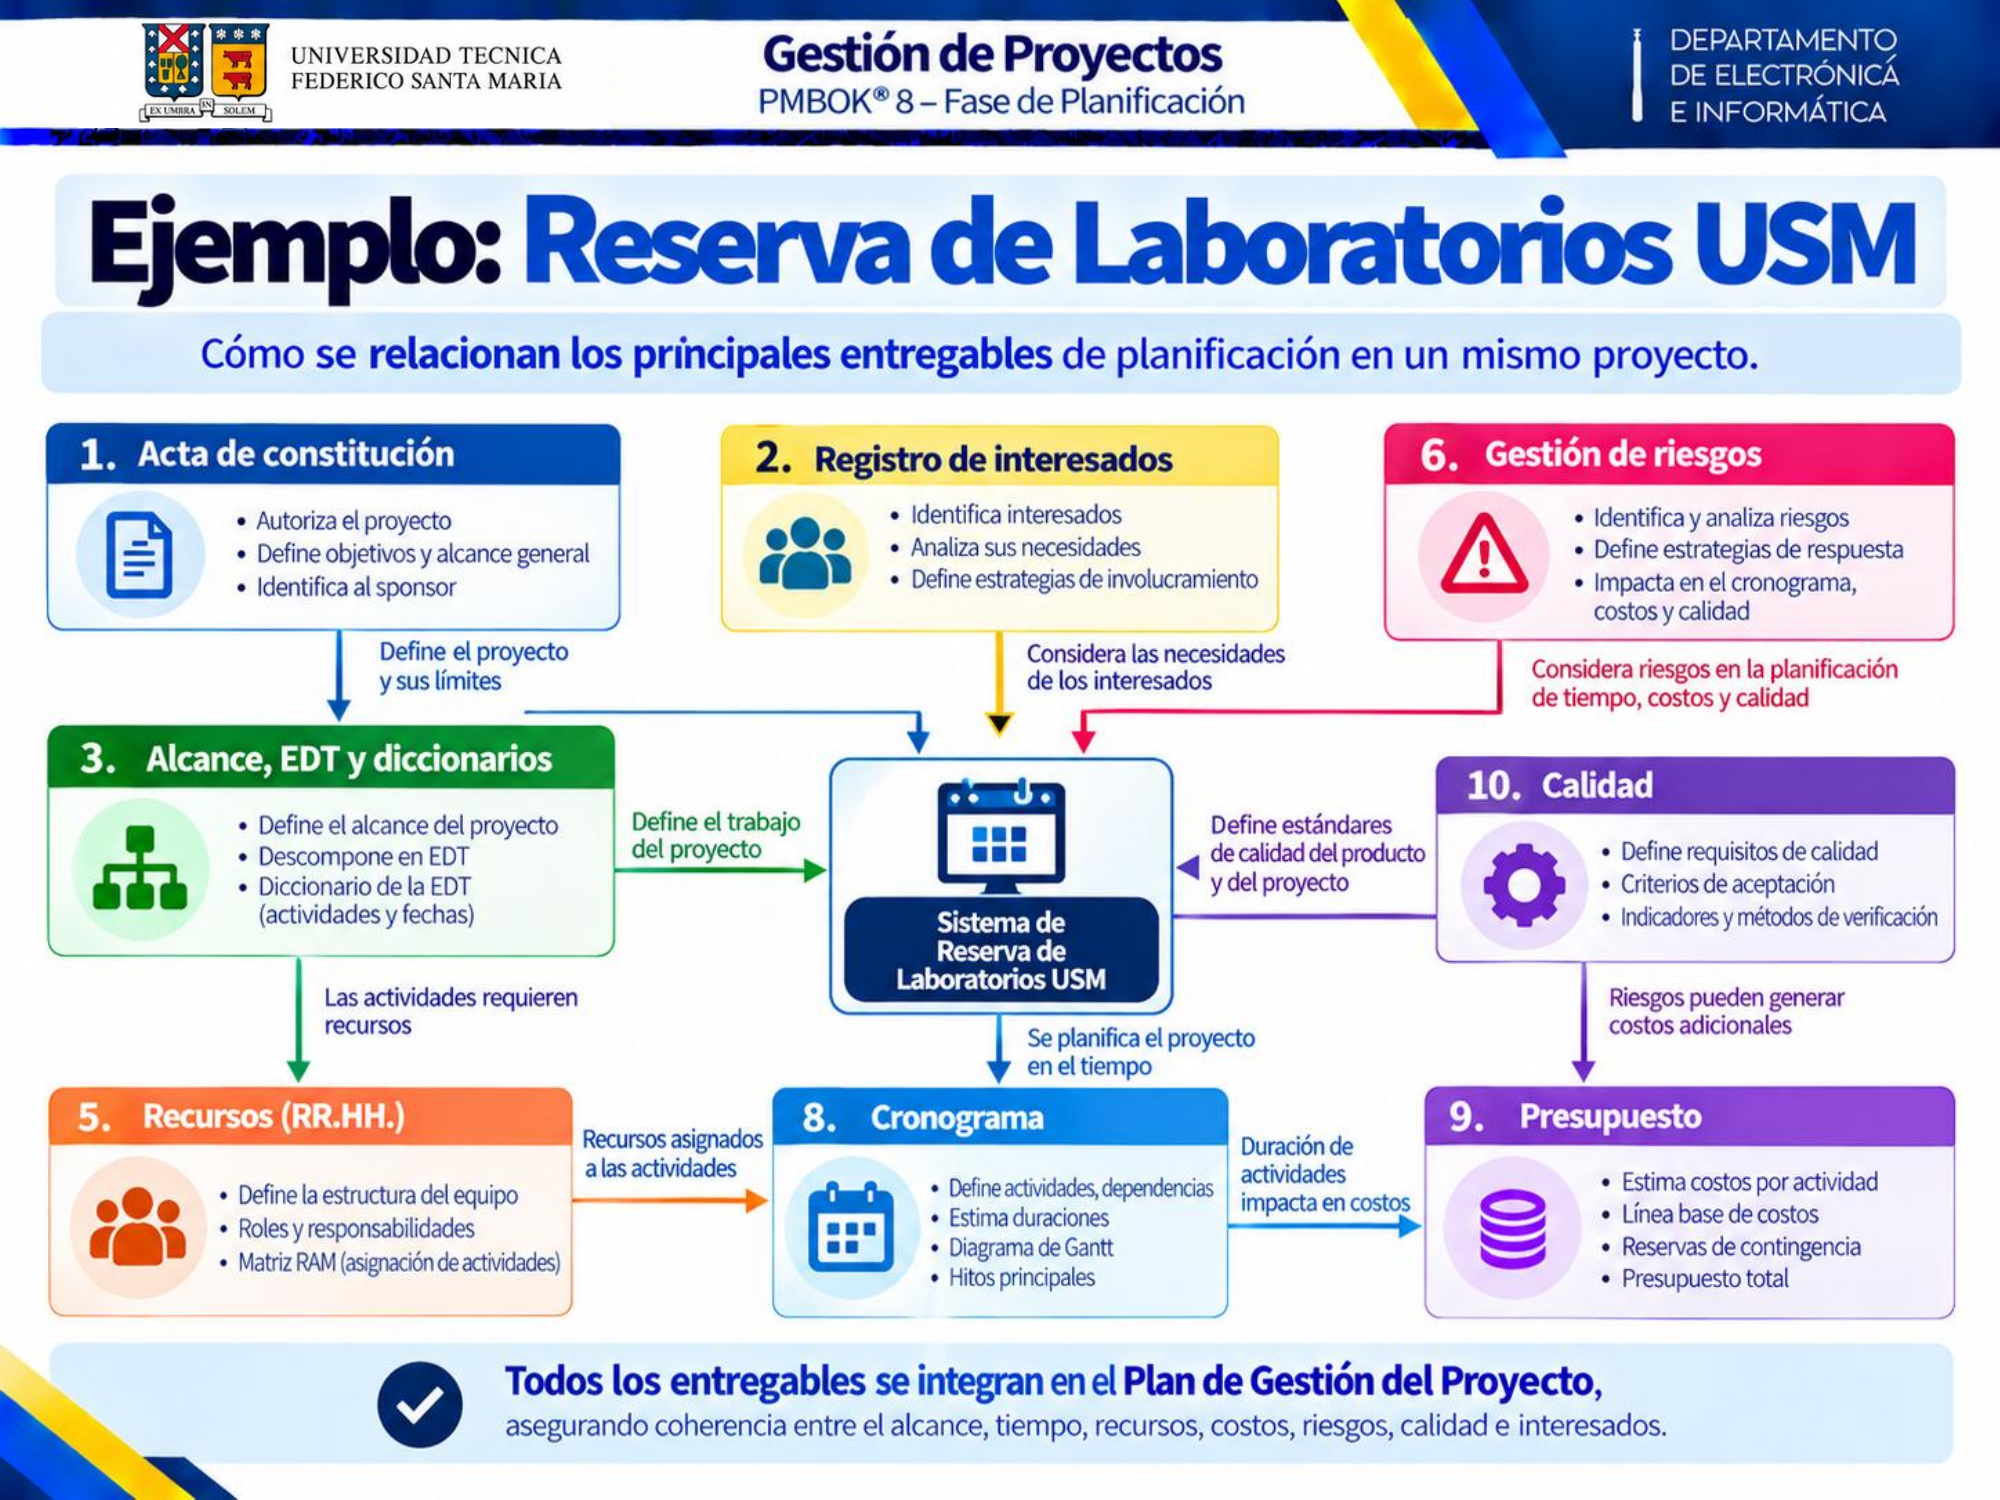 UNIVERSIDAD TECNICA
FEDERICO SANTA MARIA
EX UMBRA IN SOLEM
Gestión de Proyectos
PMBOK® 8 – Fase de Planificación
DEPARTAMENTO
DE ELECTRÓNICÁ
E INFORMÁTICA
Ejemplo: Reserva de Laboratorios USM
Cómo se relacionan los principales entregables de planificación en un mismo proyecto.
1. Acta de constitución
• Autoriza el proyecto
• Define objetivos y alcance general
• Identifica al sponsor
Define el proyecto
y sus límites
2. Registro de interesados
• Identifica interesados
• Analiza sus necesidades
• Define estrategias de involucramiento
Considera las necesidades
de los interesados
6. Gestión de riesgos
• Identifica y analiza riesgos
• Define estrategias de respuesta
• Impacta en el cronograma,
costos y calidad
Considera riesgos en la planificación
de tiempo, costos y calidad
3. Alcance, EDT y diccionarios
• Define el alcance del proyecto
• Descompone en EDT
• Diccionario de la EDT
(actividades y fechas)
Define el trabajo
del proyecto
Sistema de
Reserva de
Laboratorios USM
Define estándares
de calidad del producto
y del proyecto
10. Calidad
• Define requisitos de calidad
• Criterios de aceptación
• Indicadores y métodos de verificación
Las actividades requieren
recursos
Se planifica el proyecto
en el tiempo
Riesgos pueden generar
costos adicionales
5. Recursos (RR.HH.)
• Define la estructura del equipo
• Roles y responsabilidades
• Matriz RAM (asignación de actividades)
Recursos asignados
a las actividades
8. Cronograma
• Define actividades, dependencias
• Estima duraciones
• Diagrama de Gantt
• Hitos principales
Duración de
actividades
impacta en costos
9. Presupuesto
• Estima costos por actividad
• Línea base de costos
• Reservas de contingencia
• Presupuesto total
Todos los entregables se integran en el Plan de Gestión del Proyecto,
asegurando coherencia entre el alcance, tiempo, recursos, costos, riesgos, calidad e interesados.